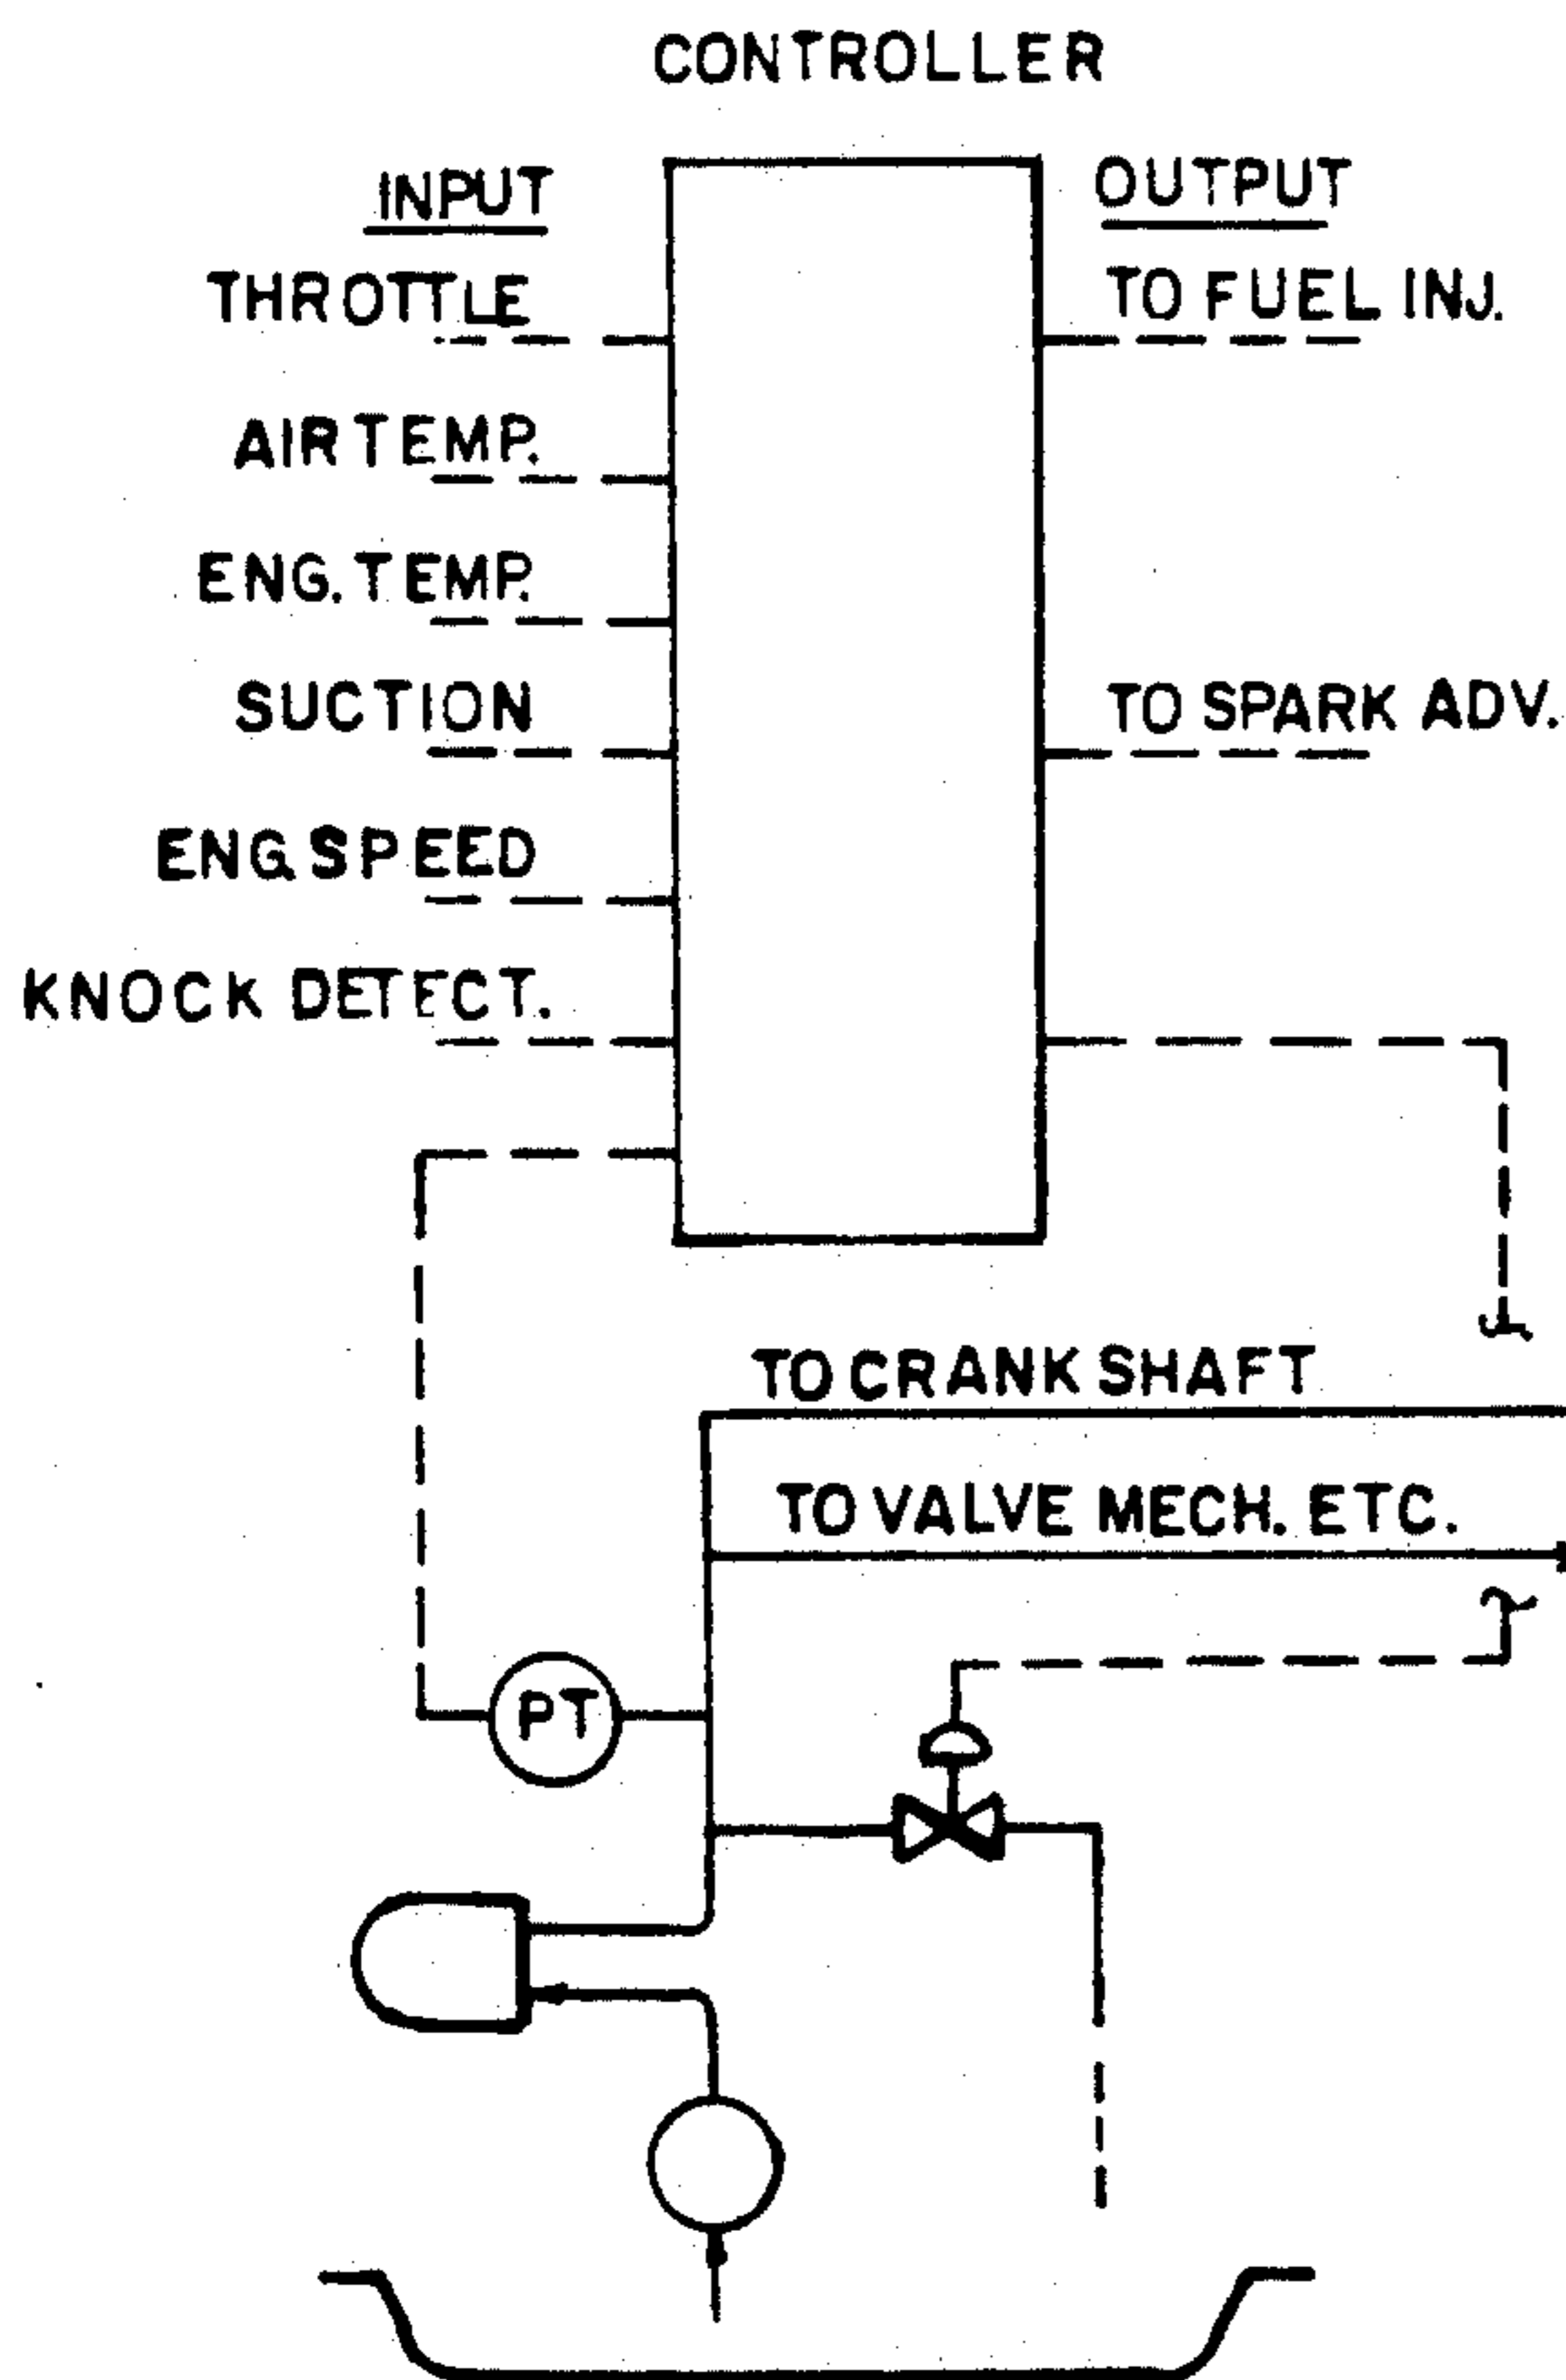 CONTROLLER
INPUT
OUTPUT
THROTTLE
TO FUEL INJ.
AIR TEMP.
ENG. TEMP.
SUCTION
TO SPARK ADV.
ENG. SPEED
KNOCK DETECT.
TO CRANK SHAFT
TO VALVE MECH. ETC.
PT